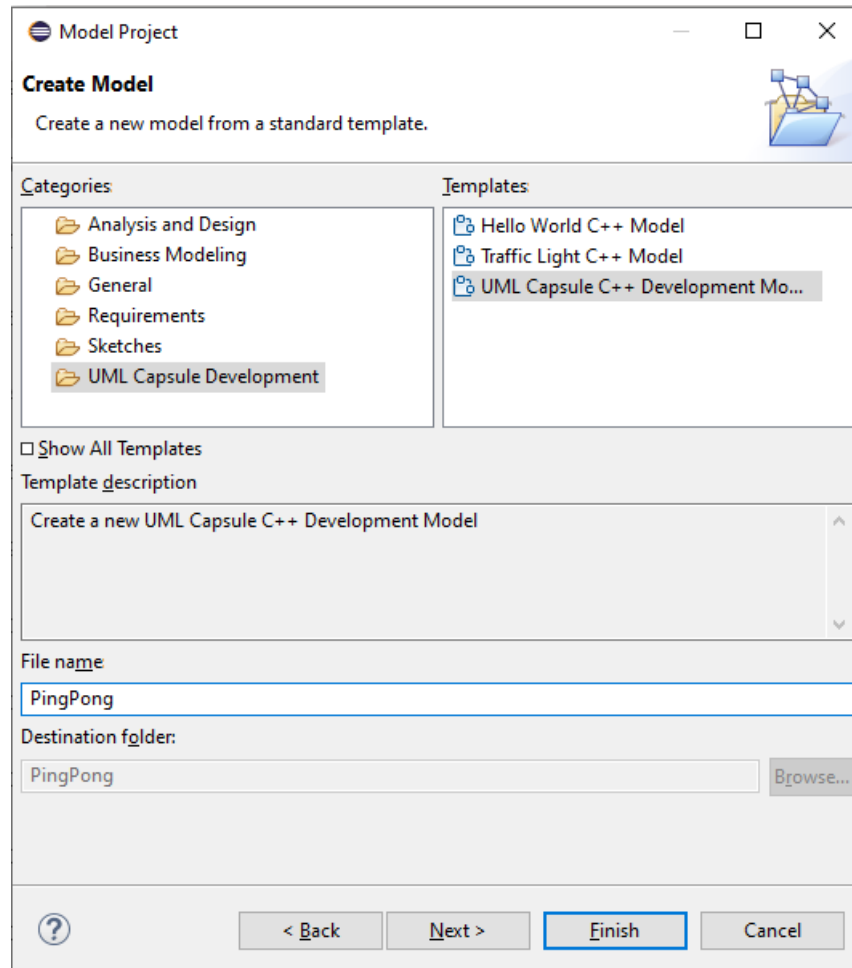 Model Project
Create Model
Create a new model from a standard template.
Categories:
Templates:
Analysis and Design
Business Modeling
General
Requirements
Sketches
UML Capsule Development
Hello World C++ Model
Traffic Light C++ Model
UML Capsule C++ Development Mo...
Show All Templates
Template description
Create a new UML Capsule C++ Development Model
File name
PingPong
Destination folder:
PingPong
Browse...
?
< Back
Next >
Finish
Cancel